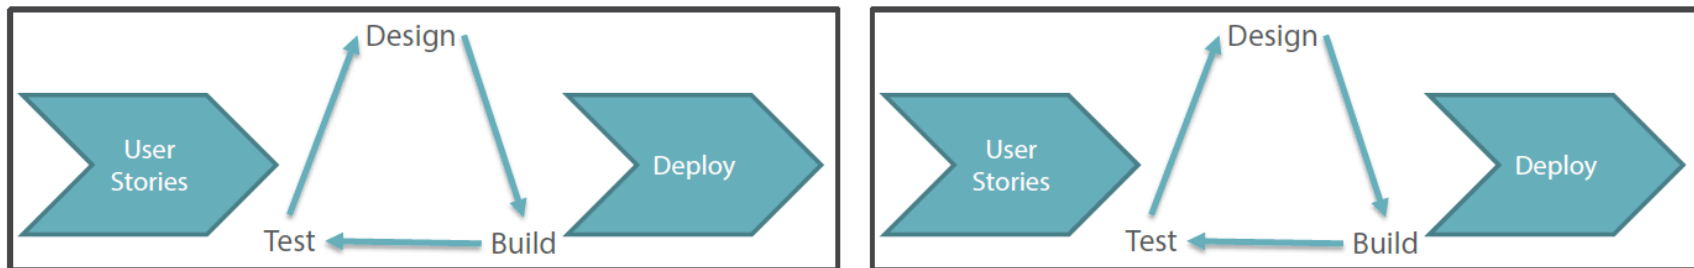 Design
User
Stories
Deploy
Test
Build
Design
User
Stories
Deploy
Test
Build